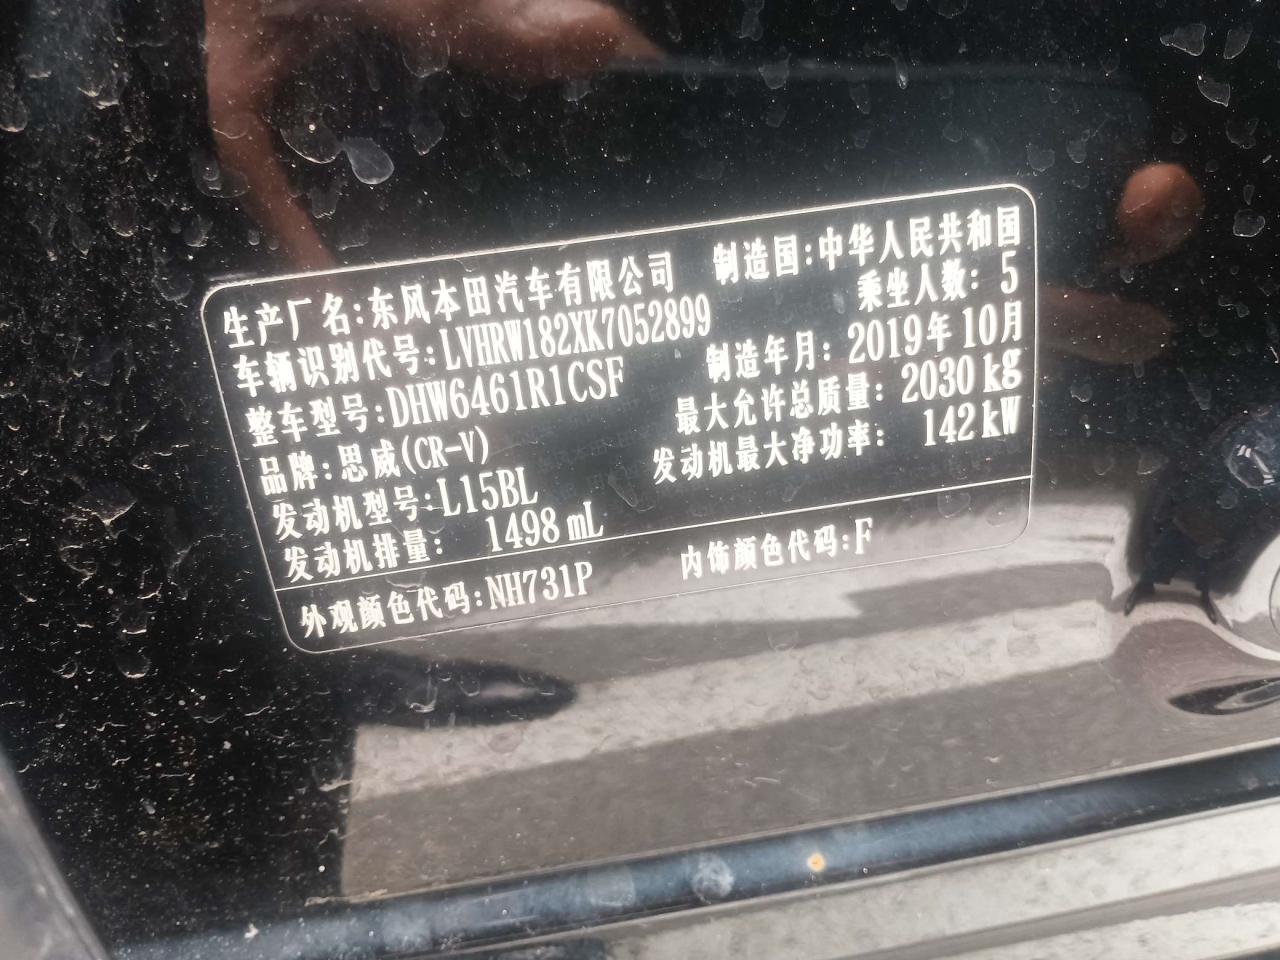 生产厂名:东风本田汽车有限公司 制造国:中华人民共和国
车辆识别代号:LVHRW182XK7052899 乘坐人数: 5
整车型号:DHW6461R1CSF 制造年月: 2019年10月
品牌:思威(CR-V) 最大允许总质量: 2030 kg
发动机型号:L15BL 发动机最大净功率: 142 kW
发动机排量: 1498 mL
外观颜色代码:NH731P 内饰颜色代码:F